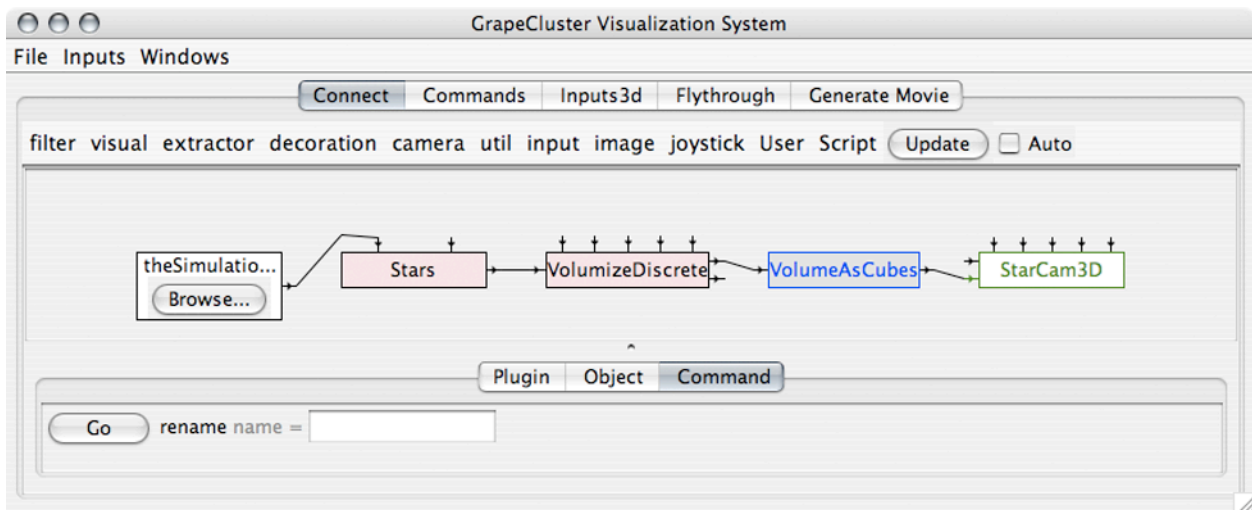 GrapeCluster Visualization System
File Inputs Windows
Connect Commands Inputs3d Flythrough Generate Movie
filter visual extractor decoration camera util input image joystick User Script Update Auto
theSimulatio...
Browse...
Stars
VolumizeDiscrete
VolumeAsCubes
StarCam3D
Plugin Object Command
Go rename name =